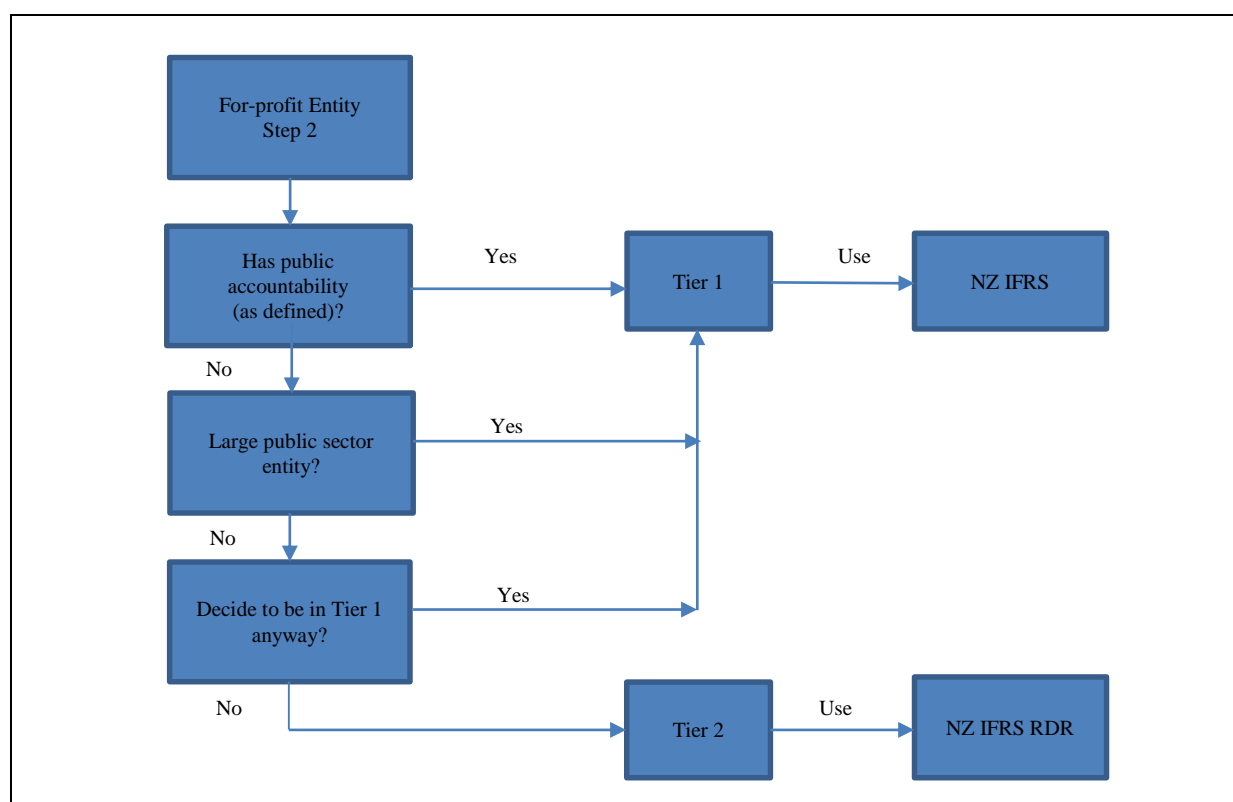 For-profit Entity
Step 2
Has public
accountability
(as defined)?
Yes
Tier 1
Use
NZ IFRS
No
Large public sector
entity?
Yes
No
Decide to be in Tier 1
anyway?
Yes
No
Tier 2
Use
NZ IFRS RDR